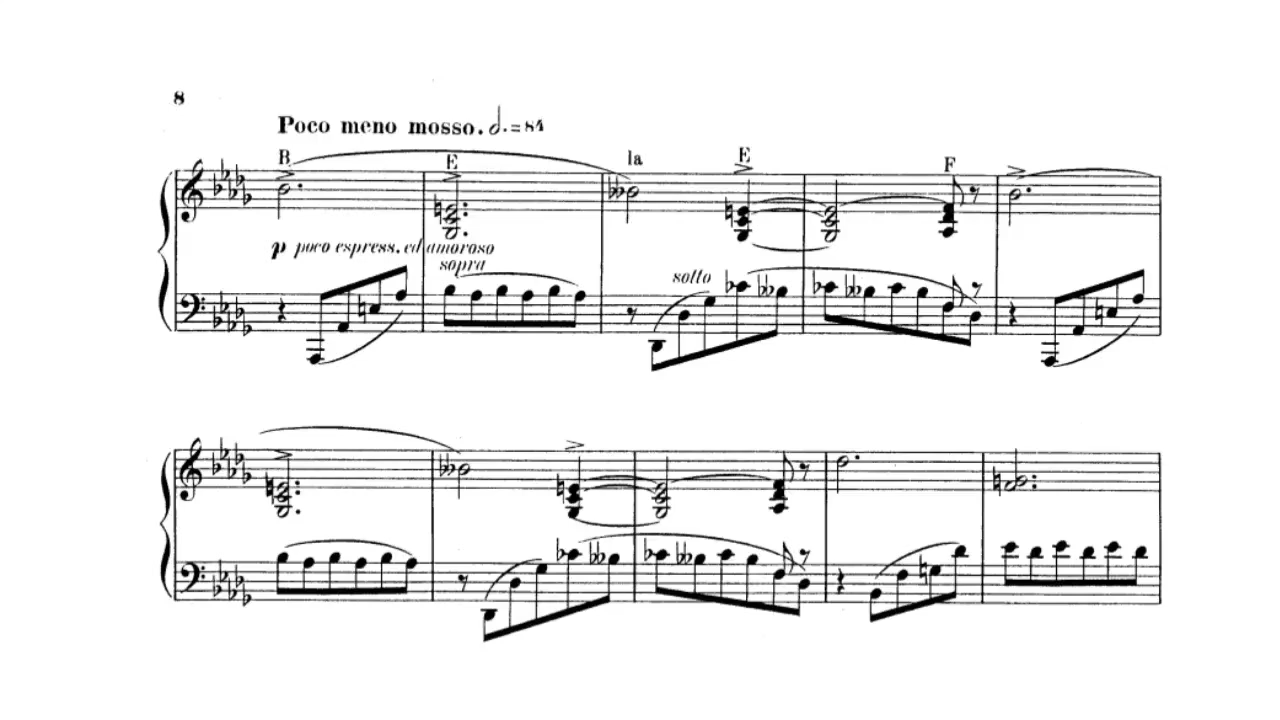 8
Poco meno mosso. 𝅗𝅥. = 84
B E la E F
p poco espress. ed amoroso
sopra
sotto